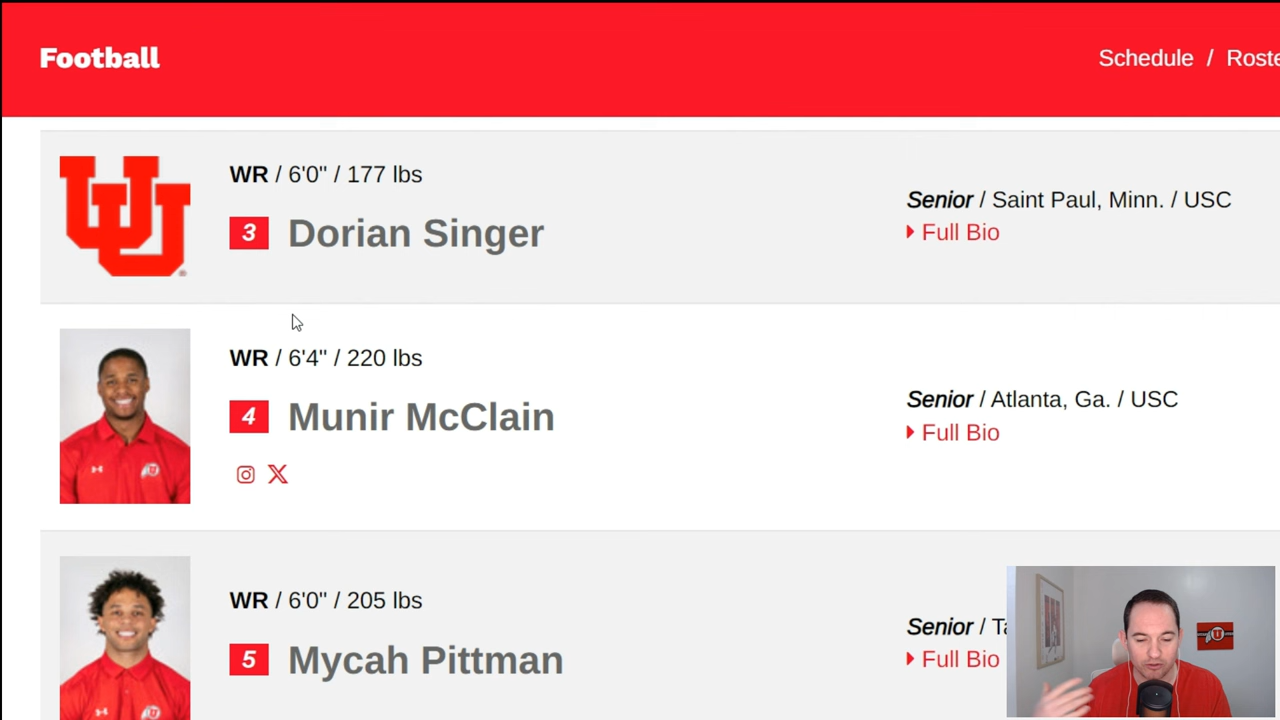 Football
Schedule / Roste
WR / 6'0" / 177 lbs
3 Dorian Singer
Senior / Saint Paul, Minn. / USC
Full Bio
WR / 6'4" / 220 lbs
4 Munir McClain
Senior / Atlanta, Ga. / USC
Full Bio
WR / 6'0" / 205 lbs
5 Mycah Pittman
Senior / Ta
Full Bio